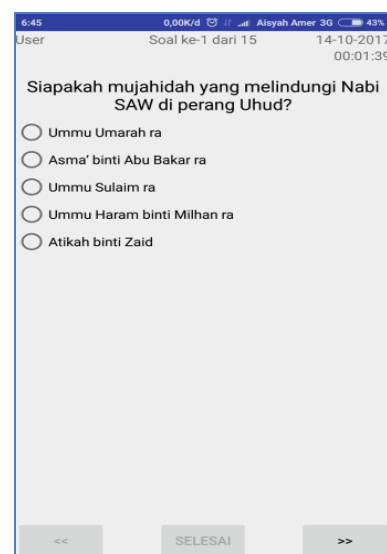 6:45 0,00K/d Aisyah Amer 3G 43%
User Soal ke-1 dari 15 14-10-2017
00:01:39
Siapakah mujahidah yang melindungi Nabi
SAW di perang Uhud?
Ummu Umarah ra
Asma' binti Abu Bakar ra
Ummu Sulaim ra
Ummu Haram binti Milhan ra
Atikah binti Zaid
<< SELESAI >>